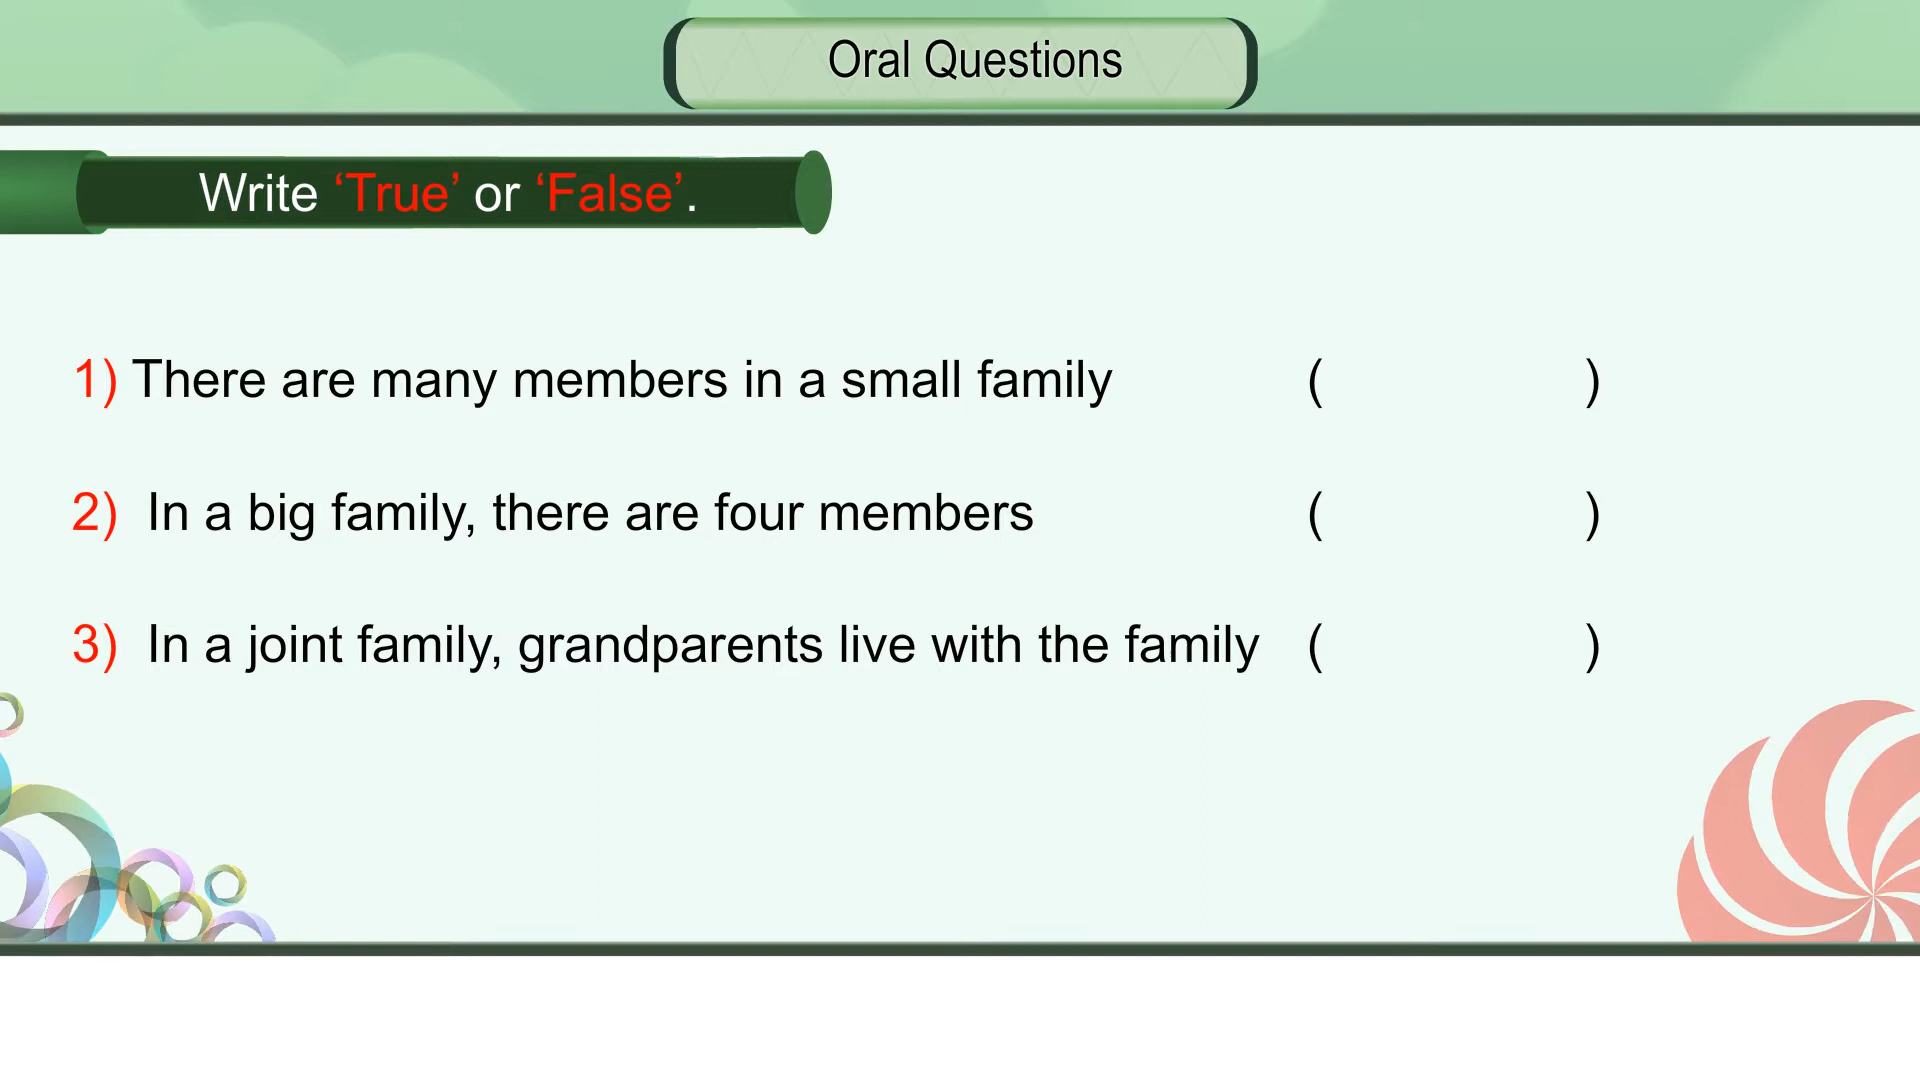 Oral Questions
Write ‘True’ or ‘False’.
1) There are many members in a small family ( )
2) In a big family, there are four members ( )
3) In a joint family, grandparents live with the family ( )